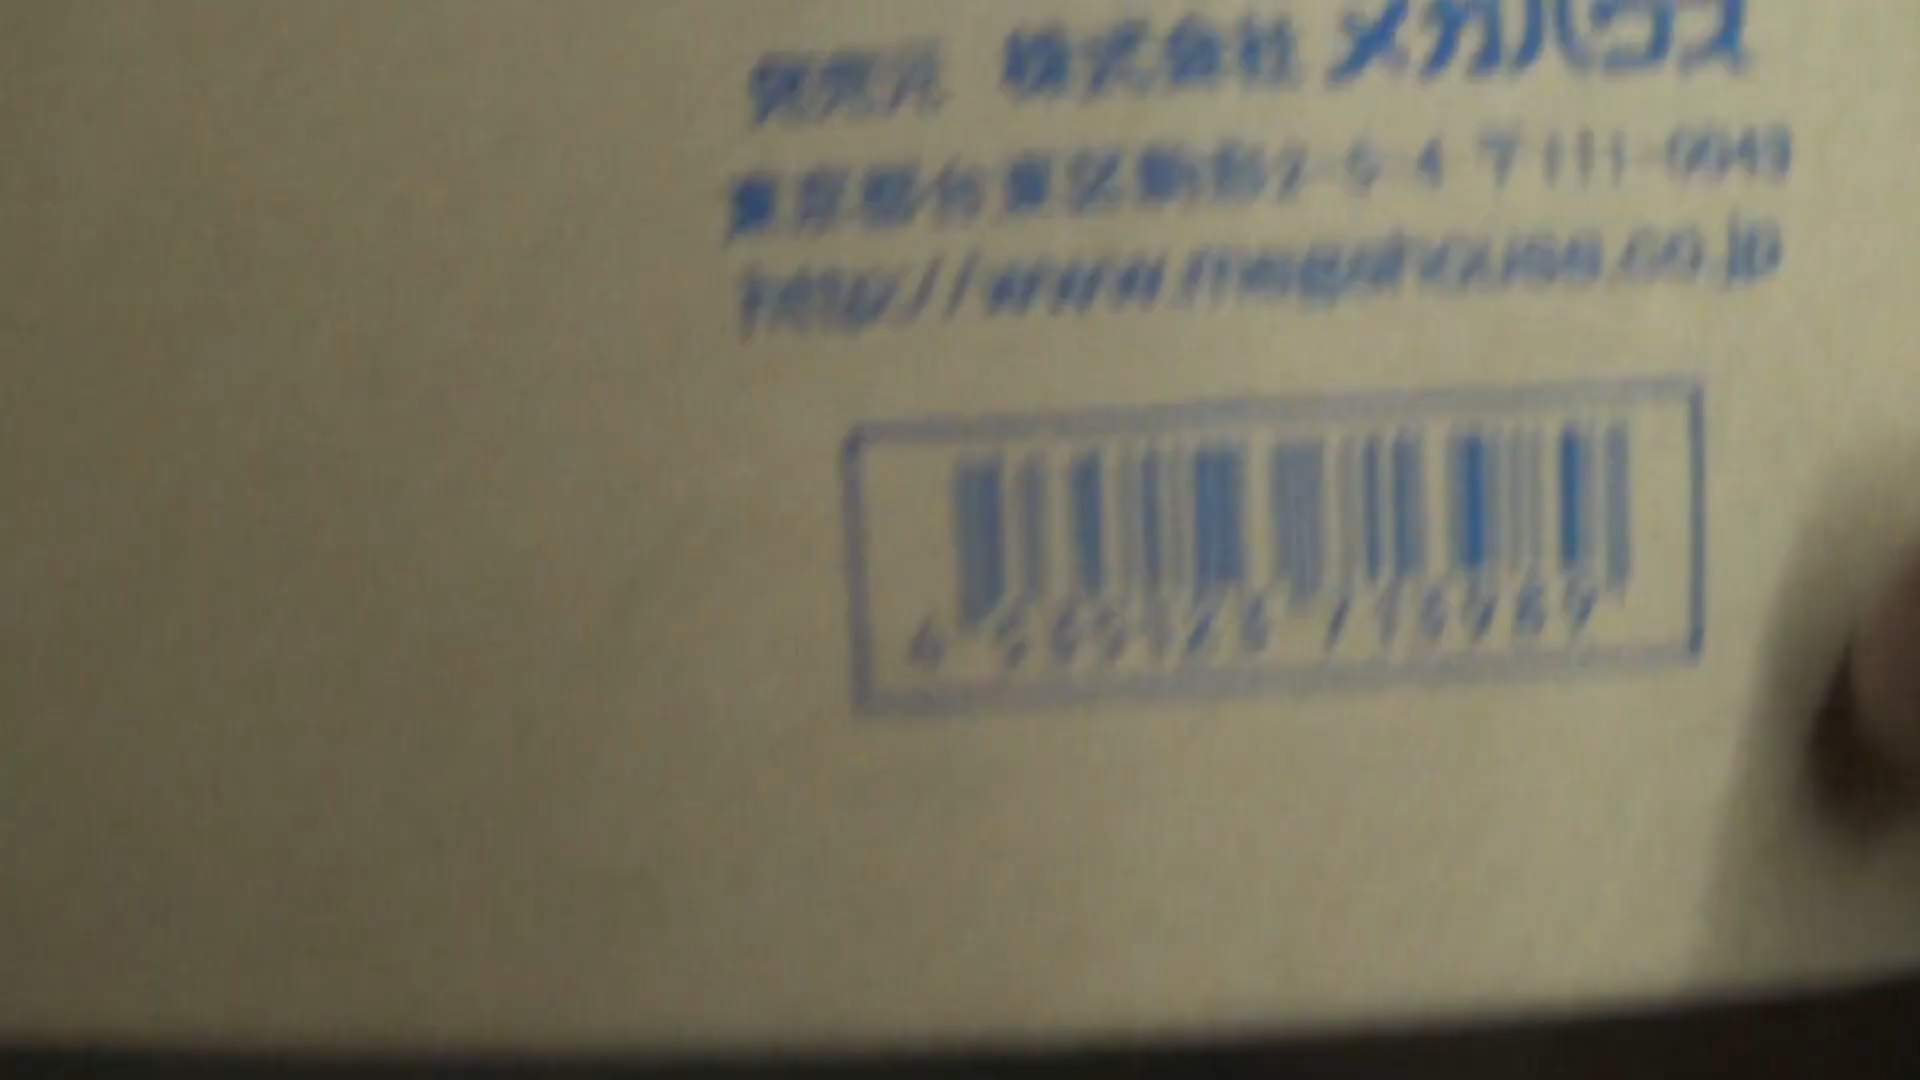 発売元 株式会社 メガハウス
東京都台東区駒形2-5-4 〒111-0043
http://www.megahouse.co.jp